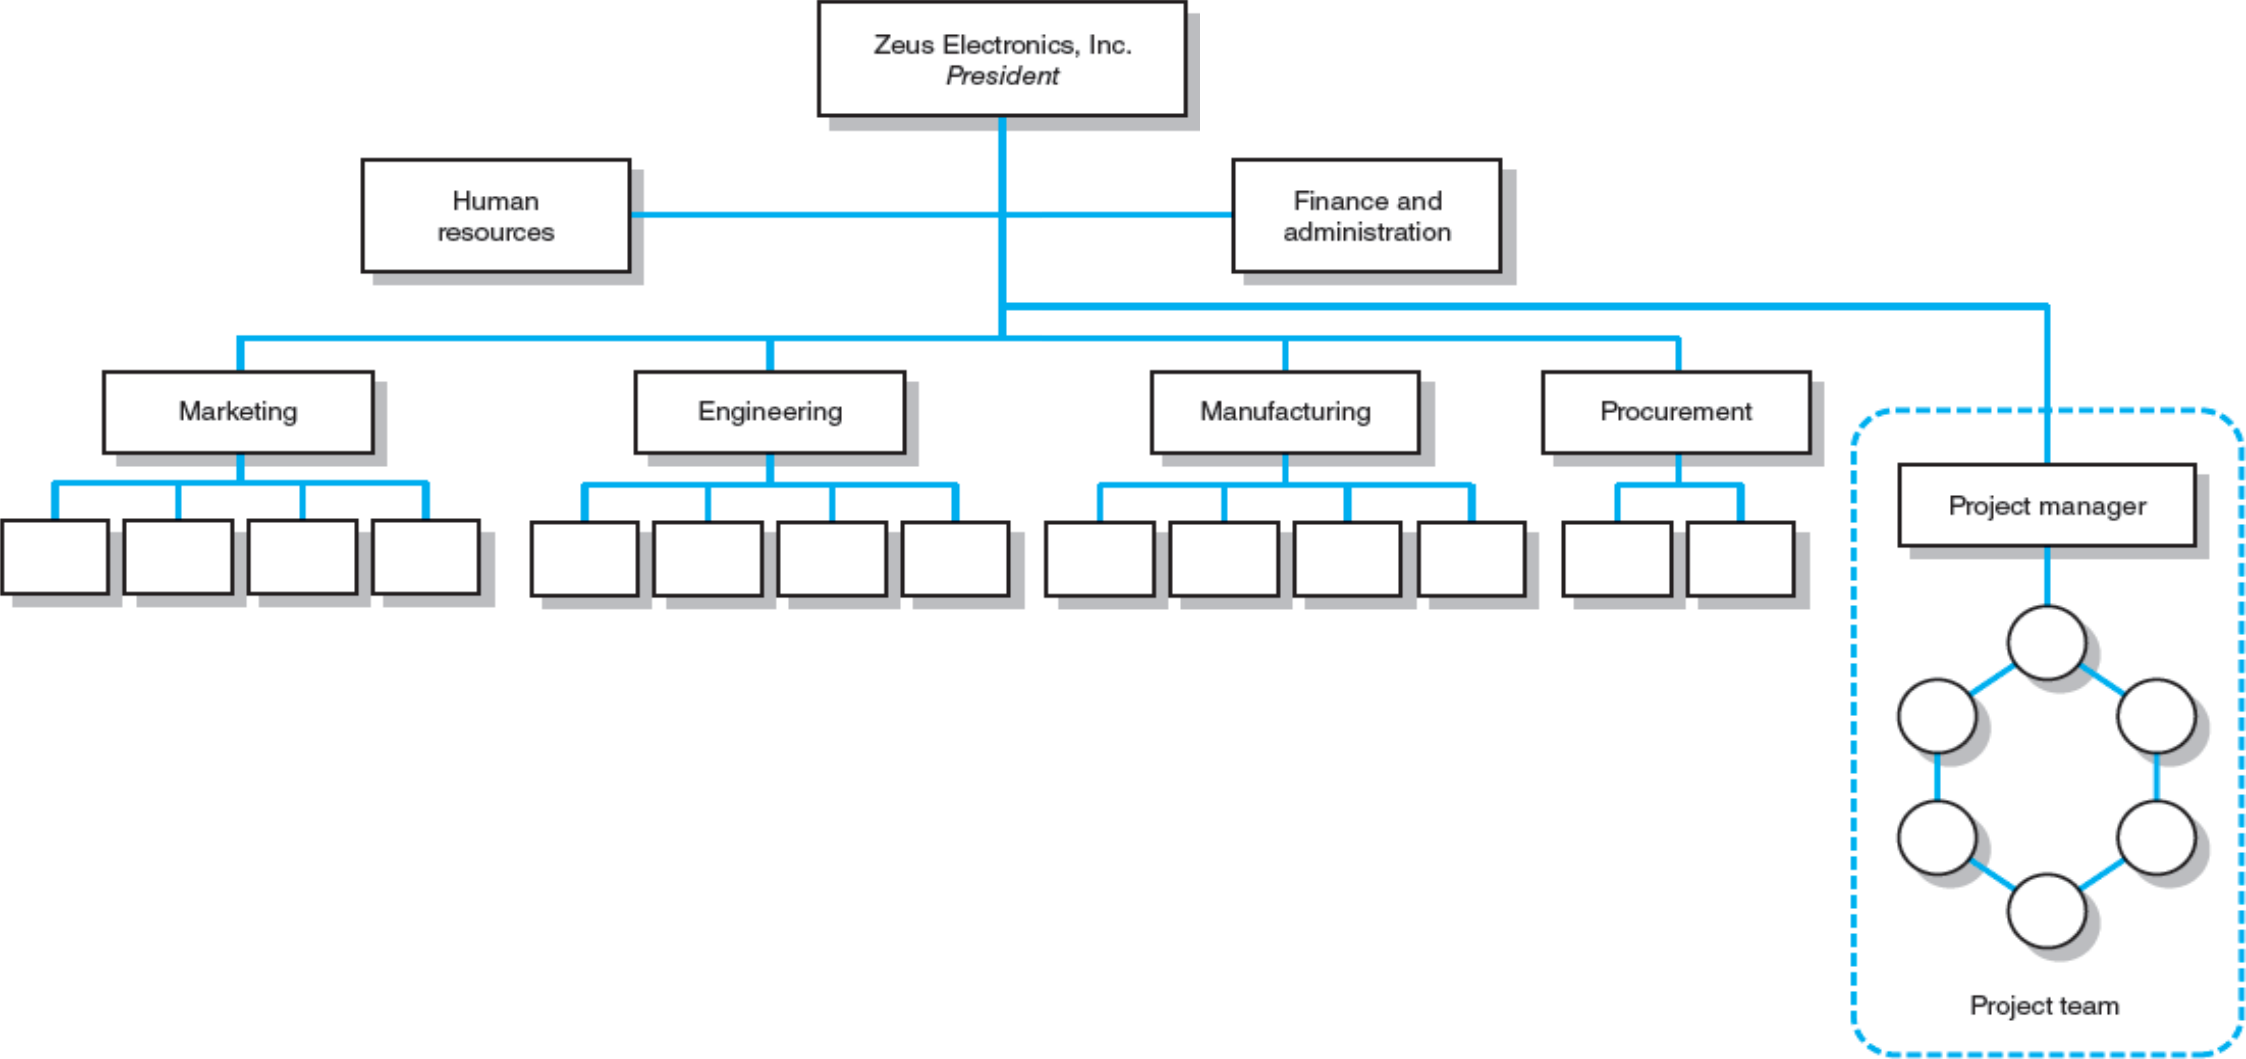 Zeus Electronics, Inc.
President
Human
resources
Finance and
administration
Marketing
Engineering
Manufacturing
Procurement
Project manager
Project team